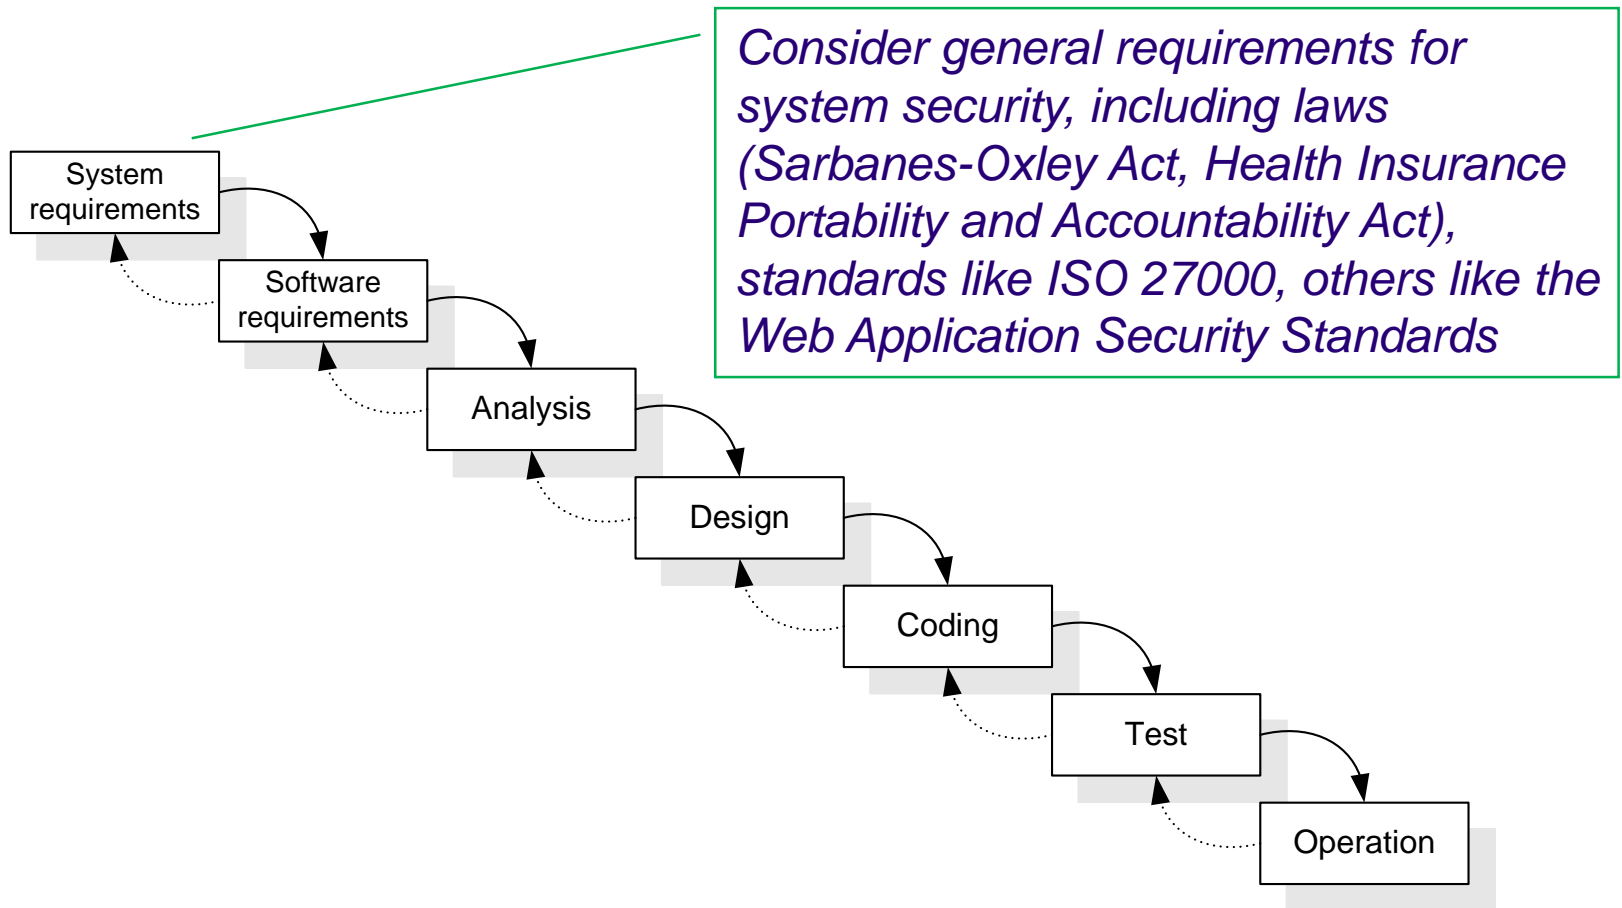 Consider general requirements for
system security, including laws
(Sarbanes-Oxley Act, Health Insurance
Portability and Accountability Act),
standards like ISO 27000, others like the
Web Application Security Standards
System
requirements
Software
requirements
Analysis
Design
Coding
Test
Operation